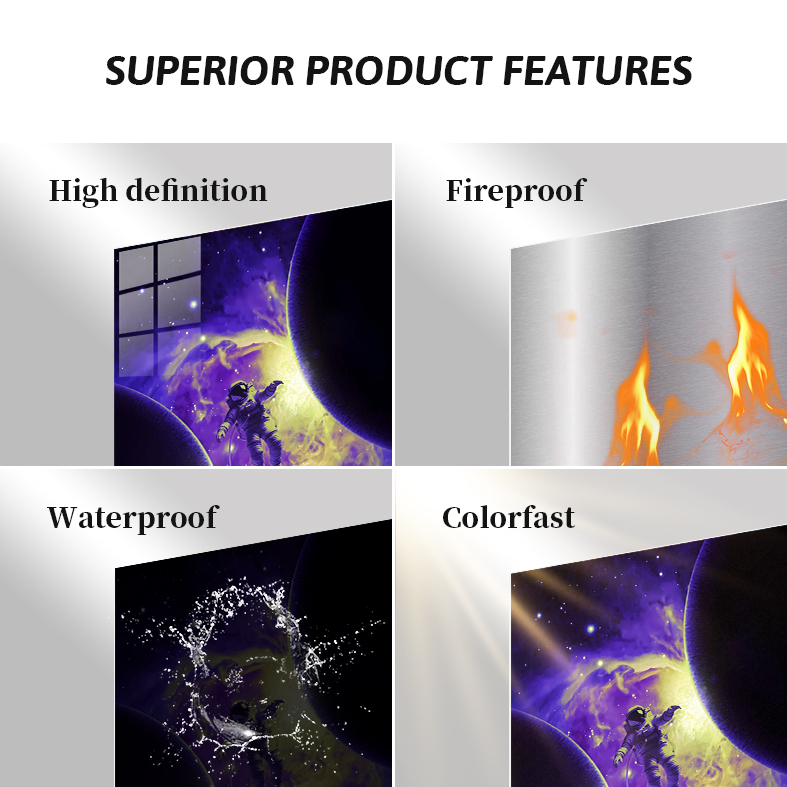 SUPERIOR PRODUCT FEATURES
High definition
Fireproof
Waterproof
Colorfast